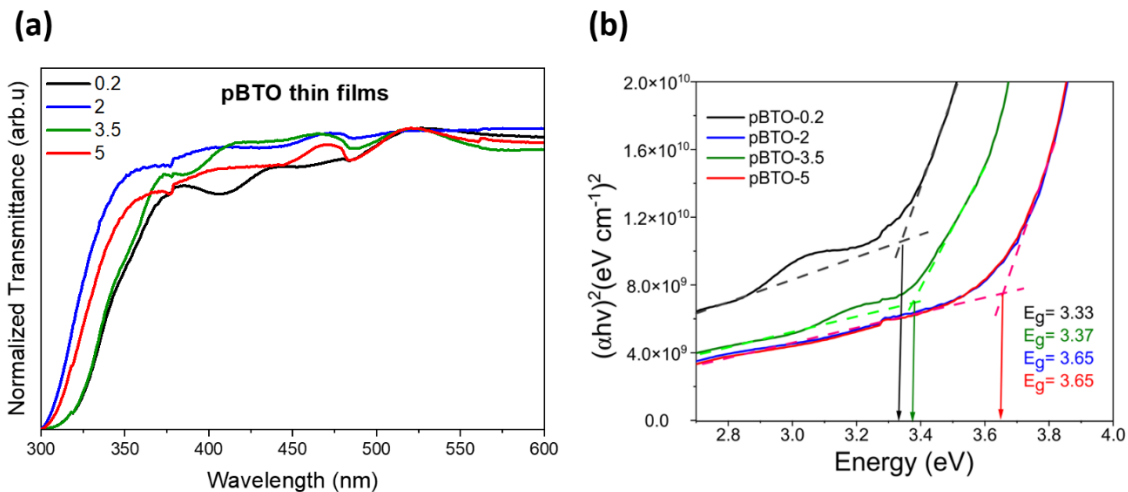 (a)
Normalized Transmittance (arb.u)
0.2
2
3.5
5
pBTO thin films
300 350 400 450 500 550 600
Wavelength (nm)
(b)
(αhν)²(eV cm⁻¹)²
2.0×10¹⁰
1.6×10¹⁰
1.2×10¹⁰
8.0×10⁹
4.0×10⁹
0.0
pBTO-0.2
pBTO-2
pBTO-3.5
pBTO-5
E_g= 3.33
E_g= 3.37
E_g= 3.65
E_g= 3.65
2.8 3.0 3.2 3.4 3.6 3.8 4.0
Energy (eV)